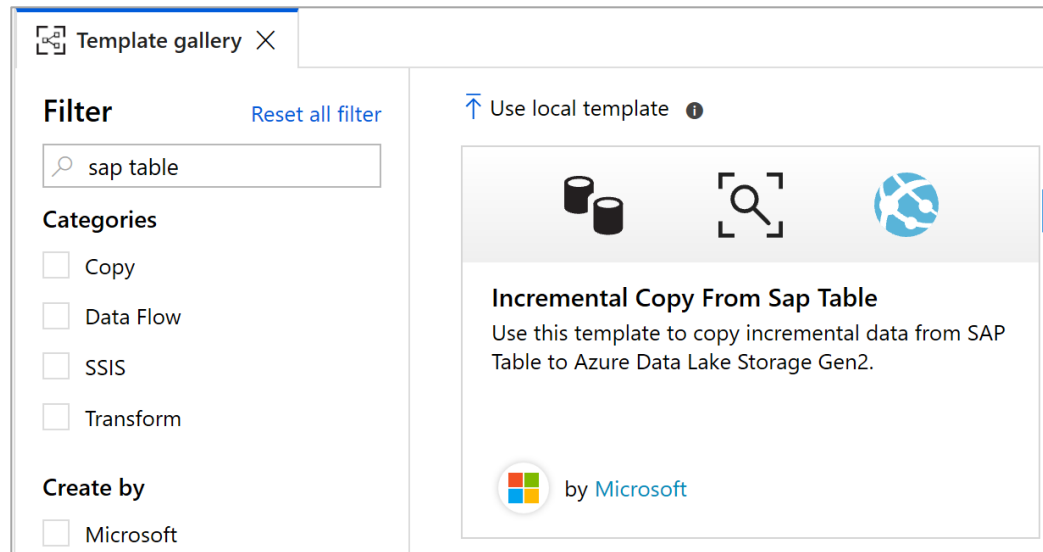 Template gallery
Filter
Reset all filter
sap table
Categories
Copy
Data Flow
SSIS
Transform
Create by
Microsoft
Use local template
Incremental Copy From Sap Table
Use this template to copy incremental data from SAP
Table to Azure Data Lake Storage Gen2.
by Microsoft